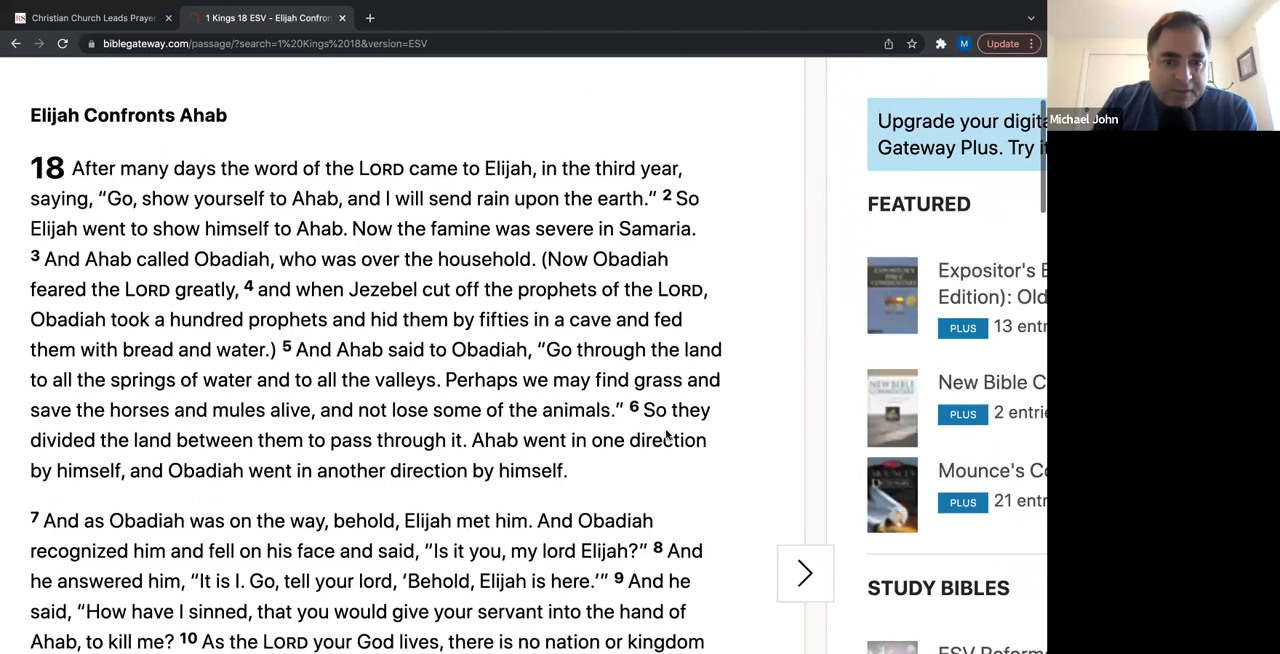 Christian Church Leads Prayer
1 Kings 18 ESV - Elijah Confron
biblegateway.com/passage/?search=1%20Kings%2018&version=ESV
M
Update
Michael John
Elijah Confronts Ahab
18 After many days the word of the LORD came to Elijah, in the third year,
saying, “Go, show yourself to Ahab, and I will send rain upon the earth.” 2 So
Elijah went to show himself to Ahab. Now the famine was severe in Samaria.
3 And Ahab called Obadiah, who was over the household. (Now Obadiah
feared the LORD greatly, 4 and when Jezebel cut off the prophets of the LORD,
Obadiah took a hundred prophets and hid them by fifties in a cave and fed
them with bread and water.) 5 And Ahab said to Obadiah, “Go through the land
to all the springs of water and to all the valleys. Perhaps we may find grass and
save the horses and mules alive, and not lose some of the animals.” 6 So they
divided the land between them to pass through it. Ahab went in one direction
by himself, and Obadiah went in another direction by himself.
7 And as Obadiah was on the way, behold, Elijah met him. And Obadiah
recognized him and fell on his face and said, “Is it you, my lord Elijah?” 8 And
he answered him, “It is I. Go, tell your lord, ‘Behold, Elijah is here.’” 9 And he
said, “How have I sinned, that you would give your servant into the hand of
Ahab, to kill me? 10 As the LORD your God lives, there is no nation or kingdom
Upgrade your digit
Gateway Plus. Try i
FEATURED
Expositor's
Edition): Old
PLUS 13 entr
New Bible C
PLUS 2 entrie
Mounce's Co
PLUS 21 entr
STUDY BIBLES